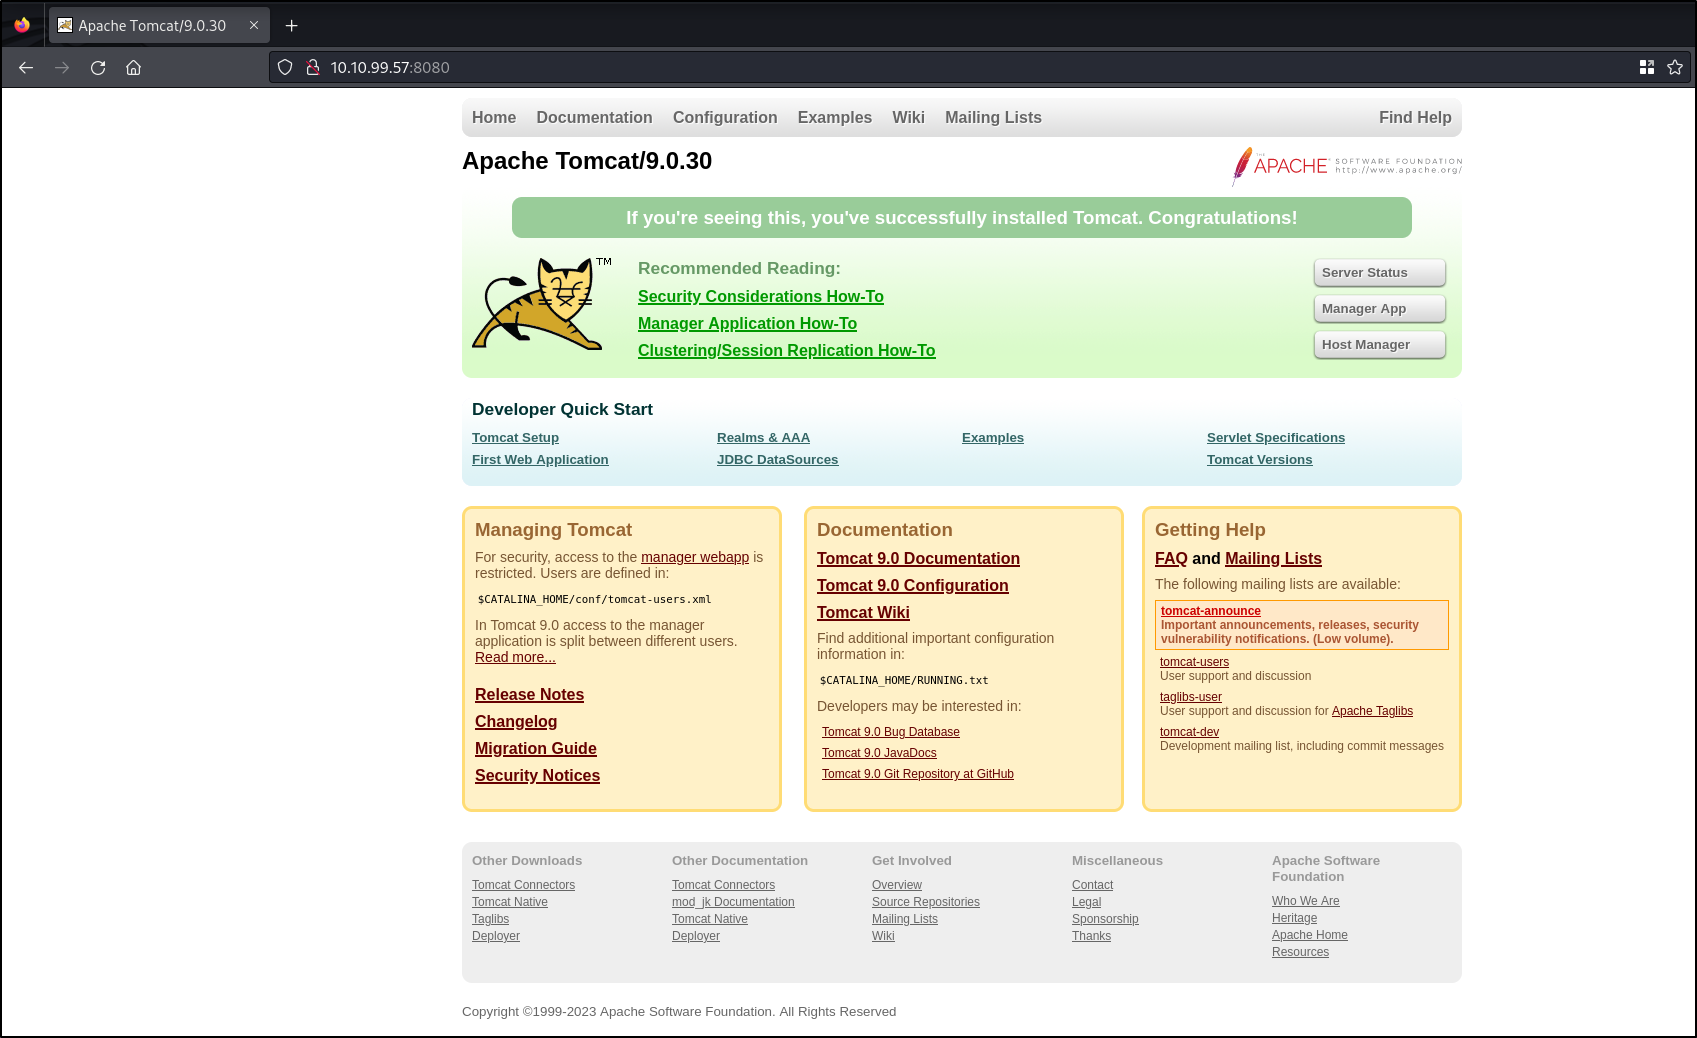 Apache Tomcat/9.0.30
10.10.99.57:8080
Home Documentation Configuration Examples Wiki Mailing Lists Find Help
Apache Tomcat/9.0.30
THE APACHE™ SOFTWARE FOUNDATION
http://www.apache.org/
If you're seeing this, you've successfully installed Tomcat. Congratulations!
TM
Recommended Reading:
Security Considerations How-To
Manager Application How-To
Clustering/Session Replication How-To
Server Status
Manager App
Host Manager
Developer Quick Start
Tomcat Setup
First Web Application
Realms & AAA
JDBC DataSources
Examples
Servlet Specifications
Tomcat Versions
Managing Tomcat
For security, access to the manager webapp is
restricted. Users are defined in:
$CATALINA_HOME/conf/tomcat-users.xml
In Tomcat 9.0 access to the manager
application is split between different users.
Read more...
Release Notes
Changelog
Migration Guide
Security Notices
Documentation
Tomcat 9.0 Documentation
Tomcat 9.0 Configuration
Tomcat Wiki
Find additional important configuration
information in:
$CATALINA_HOME/RUNNING.txt
Developers may be interested in:
Tomcat 9.0 Bug Database
Tomcat 9.0 JavaDocs
Tomcat 9.0 Git Repository at GitHub
Getting Help
FAQ and Mailing Lists
The following mailing lists are available:
tomcat-announce
Important announcements, releases, security
vulnerability notifications. (Low volume).
tomcat-users
User support and discussion
taglibs-user
User support and discussion for Apache Taglibs
tomcat-dev
Development mailing list, including commit messages
Other Downloads
Tomcat Connectors
Tomcat Native
Taglibs
Deployer
Other Documentation
Tomcat Connectors
mod_jk Documentation
Tomcat Native
Deployer
Get Involved
Overview
Source Repositories
Mailing Lists
Wiki
Miscellaneous
Contact
Legal
Sponsorship
Thanks
Apache Software
Foundation
Who We Are
Heritage
Apache Home
Resources
Copyright ©1999-2023 Apache Software Foundation. All Rights Reserved